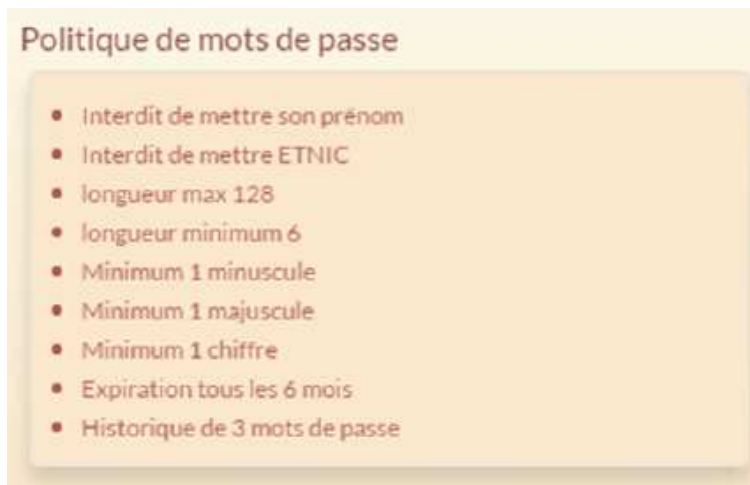 Politique de mots de passe
• Interdit de mettre son prénom
• Interdit de mettre ETNIC
• longueur max 128
• longueur minimum 6
• Minimum 1 minuscule
• Minimum 1 majuscule
• Minimum 1 chiffre
• Expiration tous les 6 mois
• Historique de 3 mots de passe